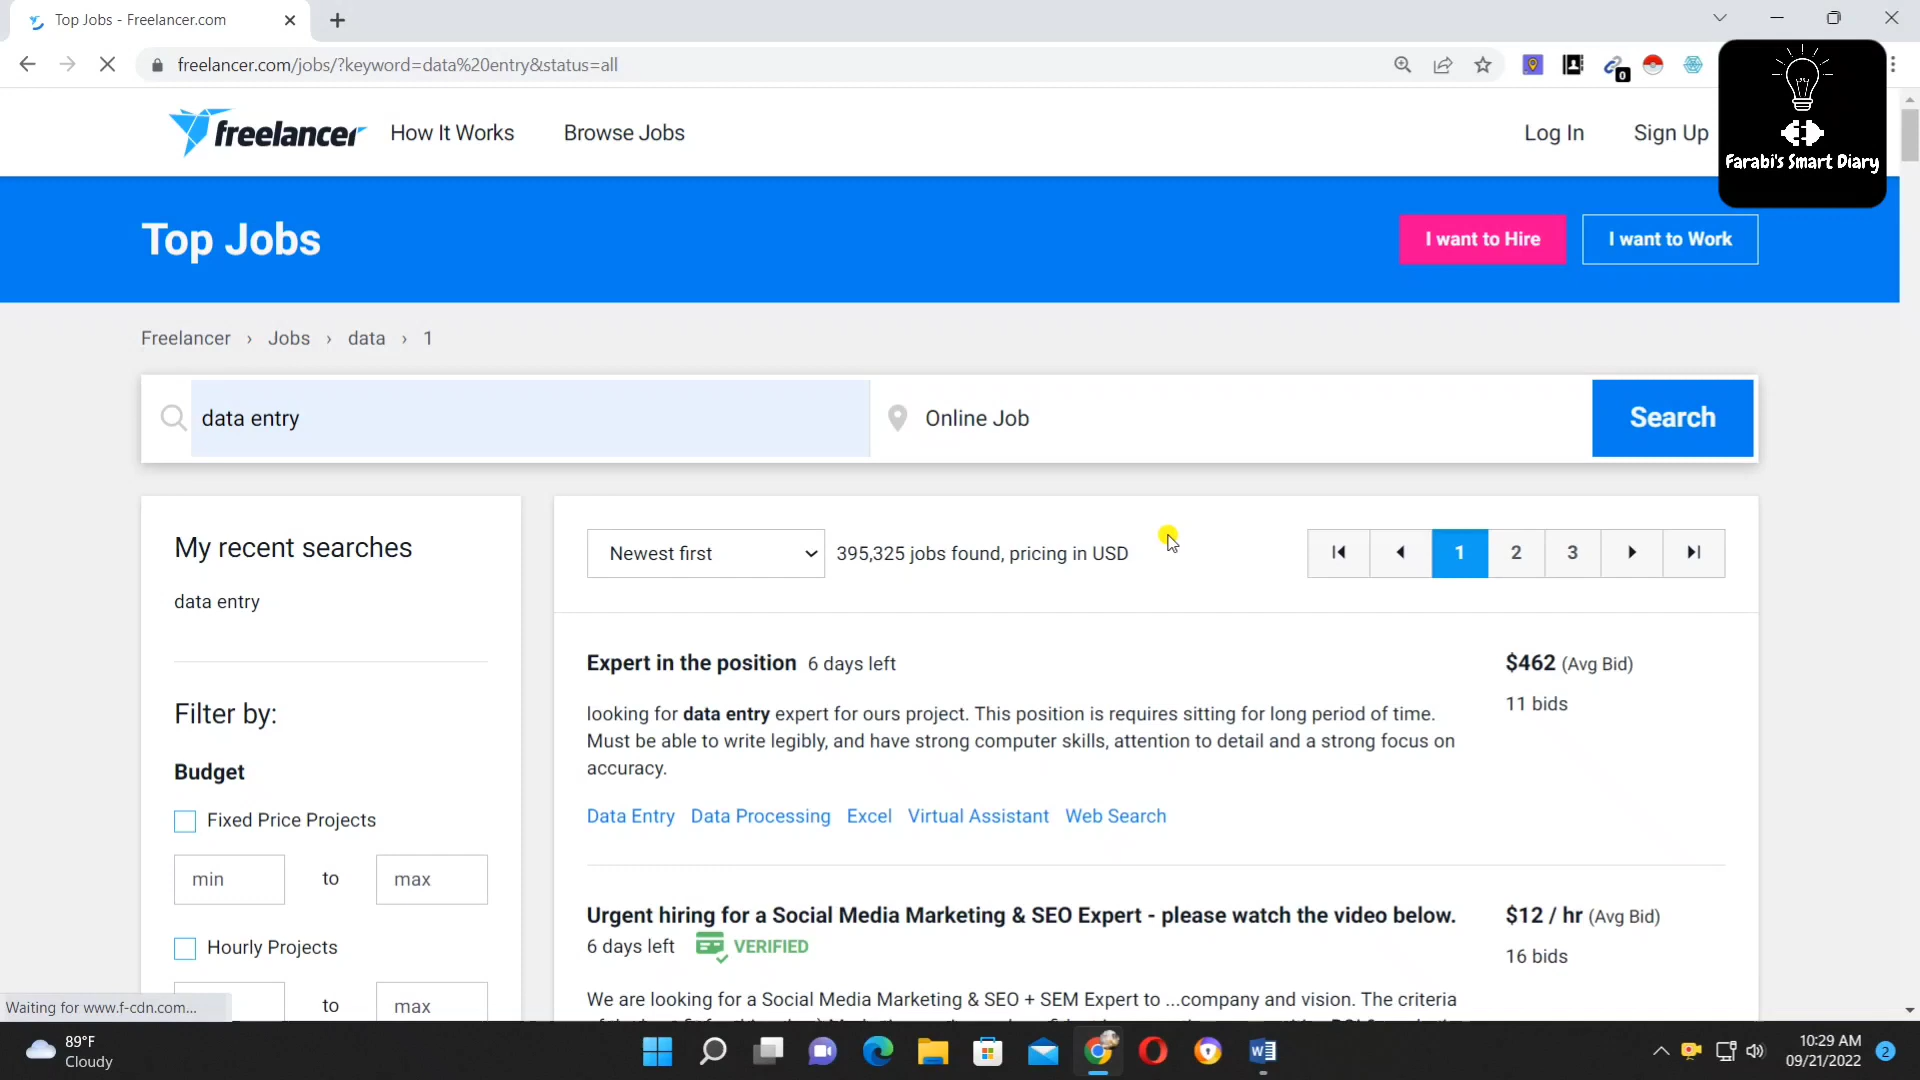 Top Jobs - Freelancer.com
freelancer.com/jobs/?keyword=data%20entry&status=all
0
Farabi's Smart Diary
freelancer How It Works Browse Jobs Log In Sign Up
Top Jobs
I want to Hire I want to Work
Freelancer › Jobs › data › 1
data entry Online Job Search
My recent searches
data entry
Filter by:
Budget
Fixed Price Projects
min to max
Hourly Projects
to max
Newest first 395,325 jobs found, pricing in USD 1 2 3
Expert in the position 6 days left $462 (Avg Bid)
11 bids
looking for data entry expert for ours project. This position is requires sitting for long period of time.
Must be able to write legibly, and have strong computer skills, attention to detail and a strong focus on
accuracy.
Data Entry Data Processing Excel Virtual Assistant Web Search
Urgent hiring for a Social Media Marketing & SEO Expert - please watch the video below. $12 / hr (Avg Bid)
6 days left VERIFIED 16 bids
We are looking for a Social Media Marketing & SEO + SEM Expert to ...company and vision. The criteria
Waiting for www.f-cdn.com...
89°F
Cloudy
10:29 AM
09/21/2022
2